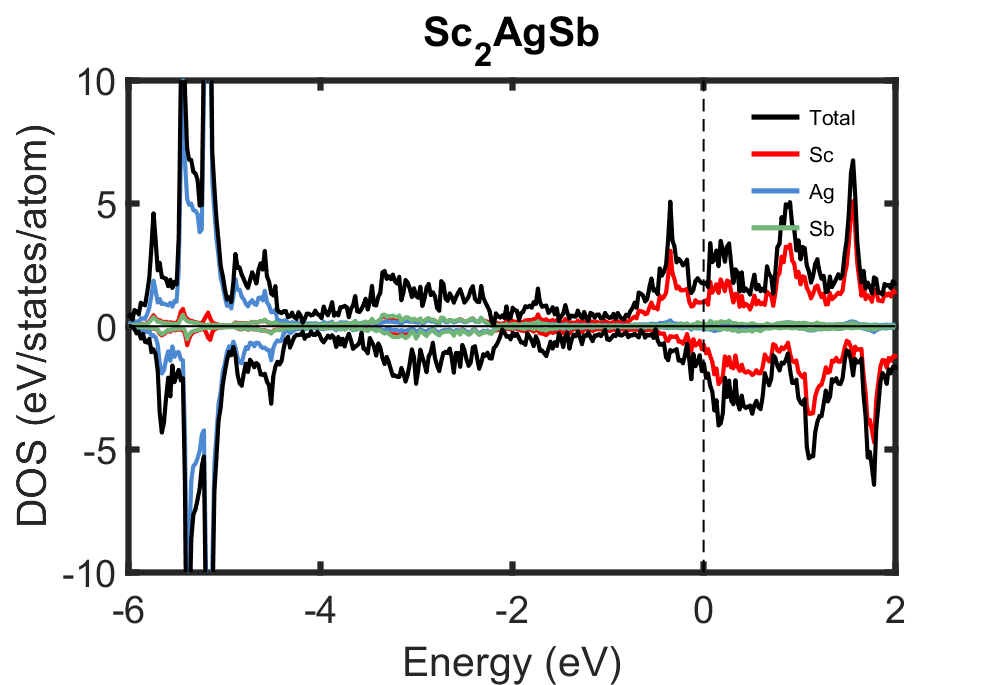 Sc₂AgSb
10
5
0
-5
-10
DOS (eV/states/atom)
Total
Sc
Ag
Sb
-6 -4 -2 0 2
Energy (eV)